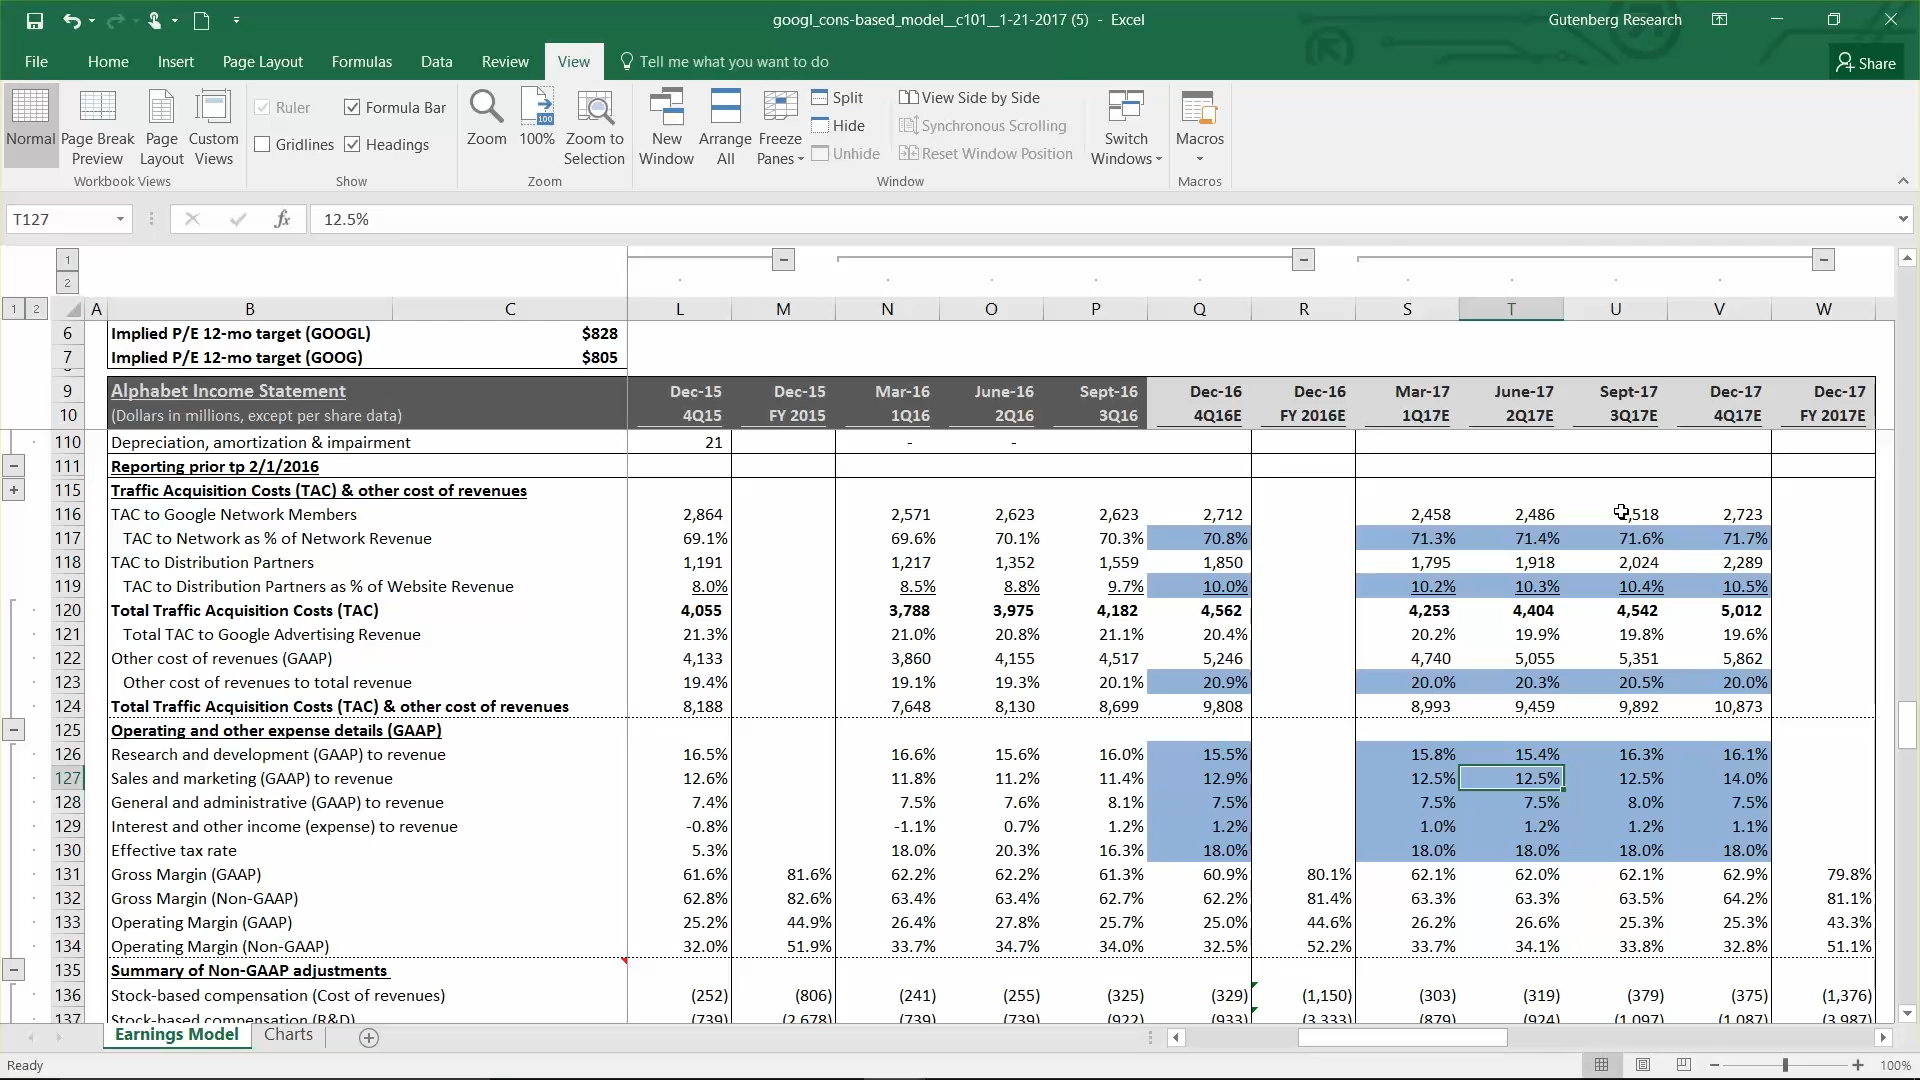 googl_cons-based_model__c101__1-21-2017 (5) - Excel
Gutenberg Research
File Home Insert Page Layout Formulas Data Review View Tell me what you want to do Share
Normal Page Break Preview Page Layout Custom Views
Workbook Views
Ruler Formula Bar
Gridlines Headings
Show
Zoom 100% Zoom to Selection
Zoom
New Window Arrange All Freeze Panes
Split
Hide
Unhide
View Side by Side
Synchronous Scrolling
Reset Window Position
Window
Switch Windows
Macros
Macros
T127 fx 12.5%
1
2
1 2 A B C L M N O P Q R S T U V W
6 Implied P/E 12-mo target (GOOGL) $828
7 Implied P/E 12-mo target (GOOG) $805
9 Alphabet Income Statement Dec-15 Dec-15 Mar-16 June-16 Sept-16 Dec-16 Dec-16 Mar-17 June-17 Sept-17 Dec-17 Dec-17
10 (Dollars in millions, except per share data) 4Q15 FY 2015 1Q16 2Q16 3Q16 4Q16E FY 2016E 1Q17E 2Q17E 3Q17E 4Q17E FY 2017E
110 Depreciation, amortization & impairment 21 - -
111 Reporting prior tp 2/1/2016
115 Traffic Acquisition Costs (TAC) & other cost of revenues
116 TAC to Google Network Members 2,864 2,571 2,623 2,623 2,712 2,458 2,486 ,518 2,723
117 TAC to Network as % of Network Revenue 69.1% 69.6% 70.1% 70.3% 70.8% 71.3% 71.4% 71.6% 71.7%
118 TAC to Distribution Partners 1,191 1,217 1,352 1,559 1,850 1,795 1,918 2,024 2,289
119 TAC to Distribution Partners as % of Website Revenue 8.0% 8.5% 8.8% 9.7% 10.0% 10.2% 10.3% 10.4% 10.5%
120 Total Traffic Acquisition Costs (TAC) 4,055 3,788 3,975 4,182 4,562 4,253 4,404 4,542 5,012
121 Total TAC to Google Advertising Revenue 21.3% 21.0% 20.8% 21.1% 20.4% 20.2% 19.9% 19.8% 19.6%
122 Other cost of revenues (GAAP) 4,133 3,860 4,155 4,517 5,246 4,740 5,055 5,351 5,862
123 Other cost of revenues to total revenue 19.4% 19.1% 19.3% 20.1% 20.9% 20.0% 20.3% 20.5% 20.0%
124 Total Traffic Acquisition Costs (TAC) & other cost of revenues 8,188 7,648 8,130 8,699 9,808 8,993 9,459 9,892 10,873
125 Operating and other expense details (GAAP)
126 Research and development (GAAP) to revenue 16.5% 16.6% 15.6% 16.0% 15.5% 15.8% 15.4% 16.3% 16.1%
127 Sales and marketing (GAAP) to revenue 12.6% 11.8% 11.2% 11.4% 12.9% 12.5% 12.5% 12.5% 14.0%
128 General and administrative (GAAP) to revenue 7.4% 7.5% 7.6% 8.1% 7.5% 7.5% 7.5% 8.0% 7.5%
129 Interest and other income (expense) to revenue -0.8% -1.1% 0.7% 1.2% 1.2% 1.0% 1.2% 1.2% 1.1%
130 Effective tax rate 5.3% 18.0% 20.3% 16.3% 18.0% 18.0% 18.0% 18.0% 18.0%
131 Gross Margin (GAAP) 61.6% 81.6% 62.2% 62.2% 61.3% 60.9% 80.1% 62.1% 62.0% 62.1% 62.9% 79.8%
132 Gross Margin (Non-GAAP) 62.8% 82.6% 63.4% 63.4% 62.7% 62.2% 81.4% 63.3% 63.3% 63.5% 64.2% 81.1%
133 Operating Margin (GAAP) 25.2% 44.9% 26.4% 27.8% 25.7% 25.0% 44.6% 26.2% 26.6% 25.3% 25.3% 43.3%
134 Operating Margin (Non-GAAP) 32.0% 51.9% 33.7% 34.7% 34.0% 32.5% 52.2% 33.7% 34.1% 33.8% 32.8% 51.1%
135 Summary of Non-GAAP adjustments
136 Stock-based compensation (Cost of revenues) (252) (806) (241) (255) (325) (329) (1,150) (303) (319) (379) (375) (1,376)
137 Stock-based compensation (R&D) (739) (2,678) (739) (739) (922) (933) (3,333) (879) (924) (1,097) (1,087) (3,987)
Earnings Model Charts
Ready 100%